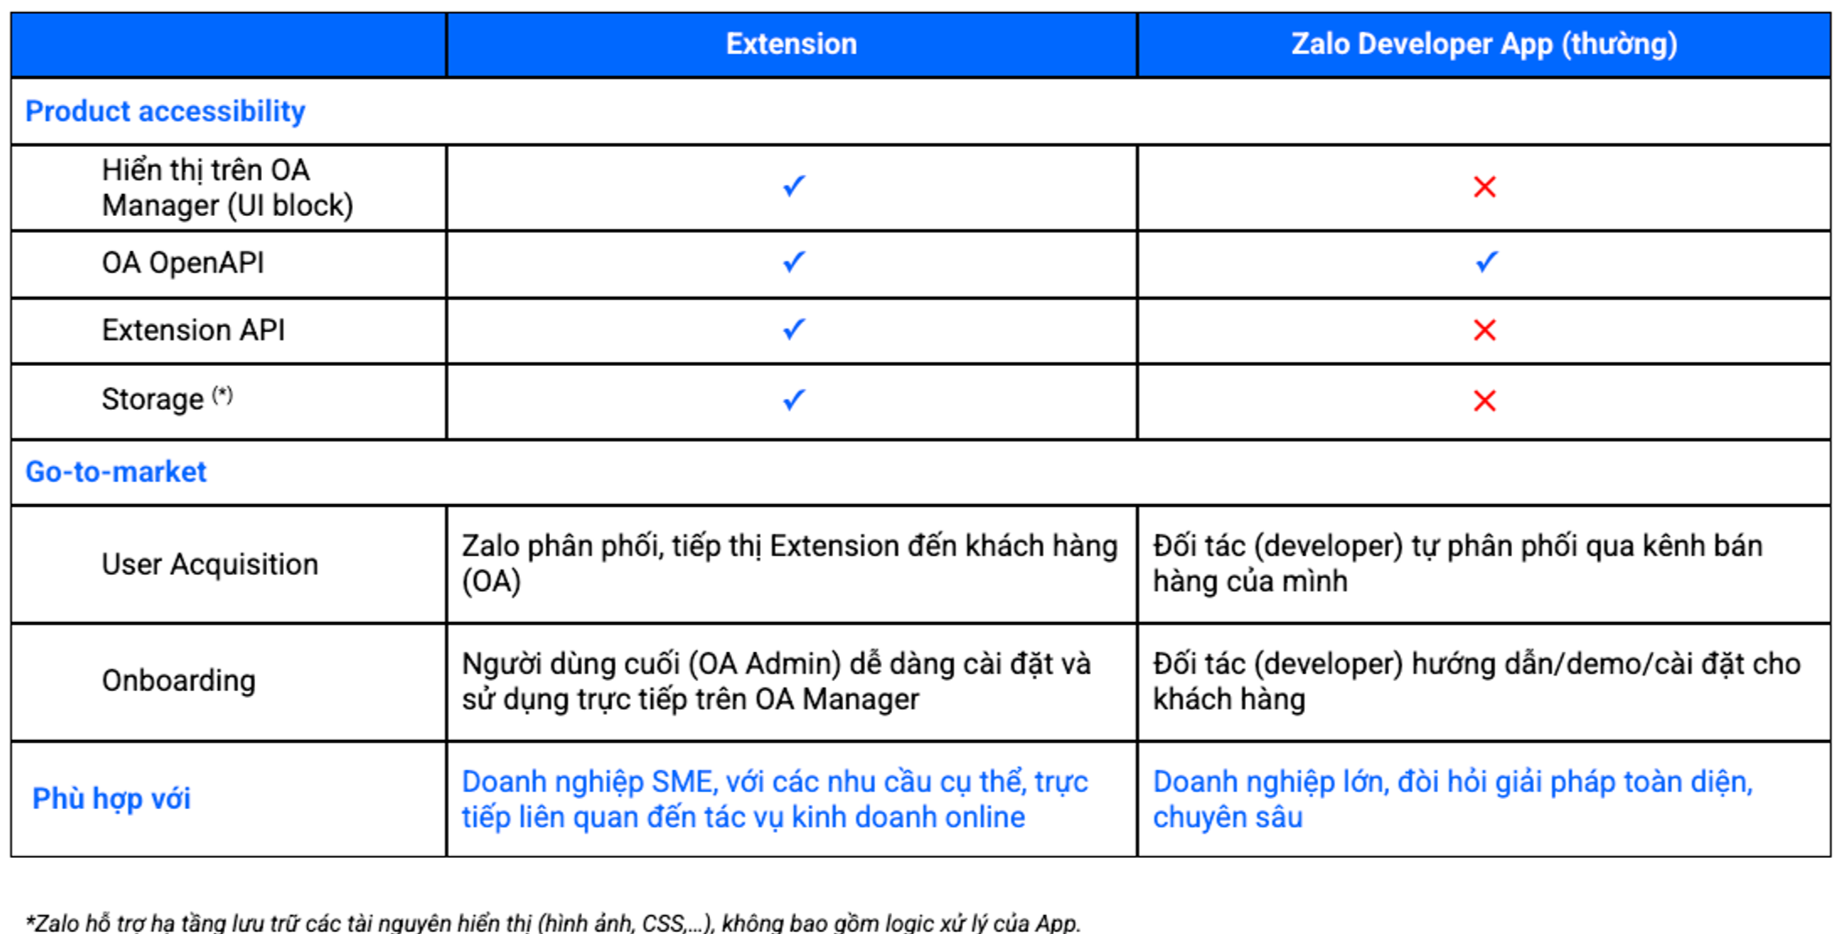 Extension
Zalo Developer App (thường)
Product accessibility
Hiển thị trên OA
Manager (UI block)
✓
✕
OA OpenAPI
✓
✓
Extension API
✓
✕
Storage (*)
✓
✕
Go-to-market
User Acquisition
Zalo phân phối, tiếp thị Extension đến khách hàng
(OA)
Đối tác (developer) tự phân phối qua kênh bán
hàng của mình
Onboarding
Người dùng cuối (OA Admin) dễ dàng cài đặt và
sử dụng trực tiếp trên OA Manager
Đối tác (developer) hướng dẫn/demo/cài đặt cho
khách hàng
Phù hợp với
Doanh nghiệp SME, với các nhu cầu cụ thể, trực
tiếp liên quan đến tác vụ kinh doanh online
Doanh nghiệp lớn, đòi hỏi giải pháp toàn diện,
chuyên sâu
*Zalo hỗ trợ hạ tầng lưu trữ các tài nguyên hiển thị (hình ảnh, CSS,...), không bao gồm logic xử lý của App.